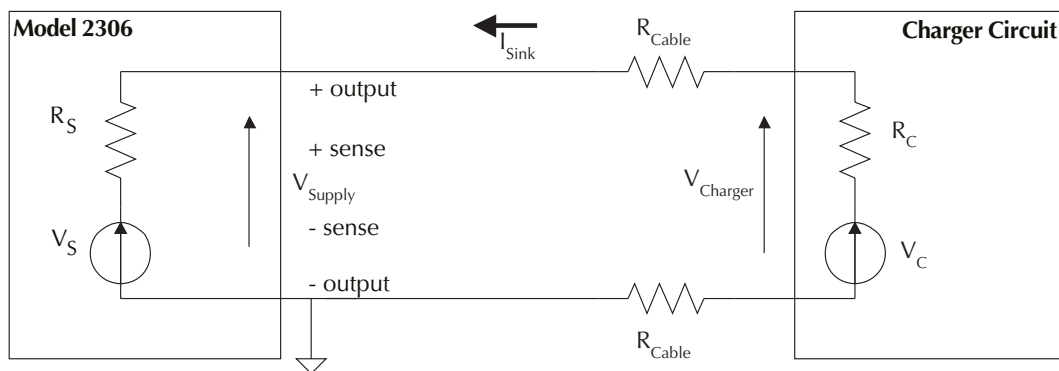 Model 2306
I Sink
R Cable
Charger Circuit
+ output
R S
R C
+ sense
V Supply
V Charger
- sense
V S
V C
- output
R Cable